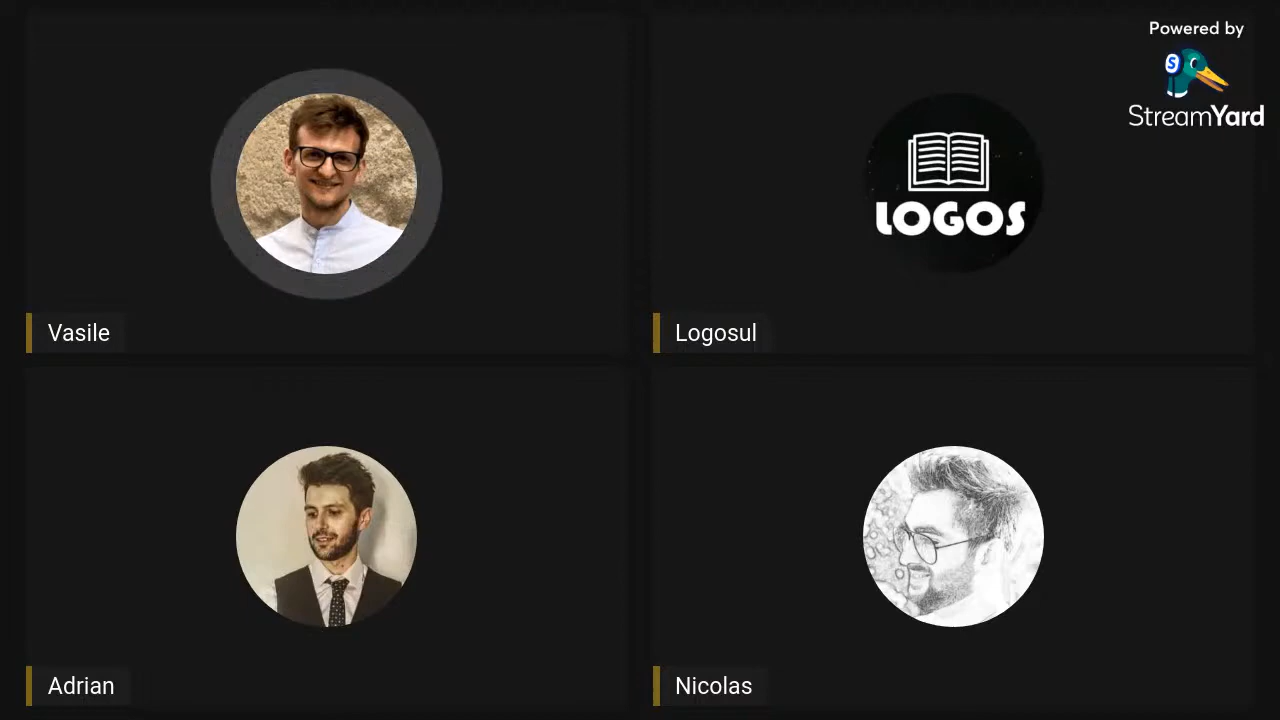 Powered by
S
StreamYard
LOGOS
Vasile
Logosul
Adrian
Nicolas